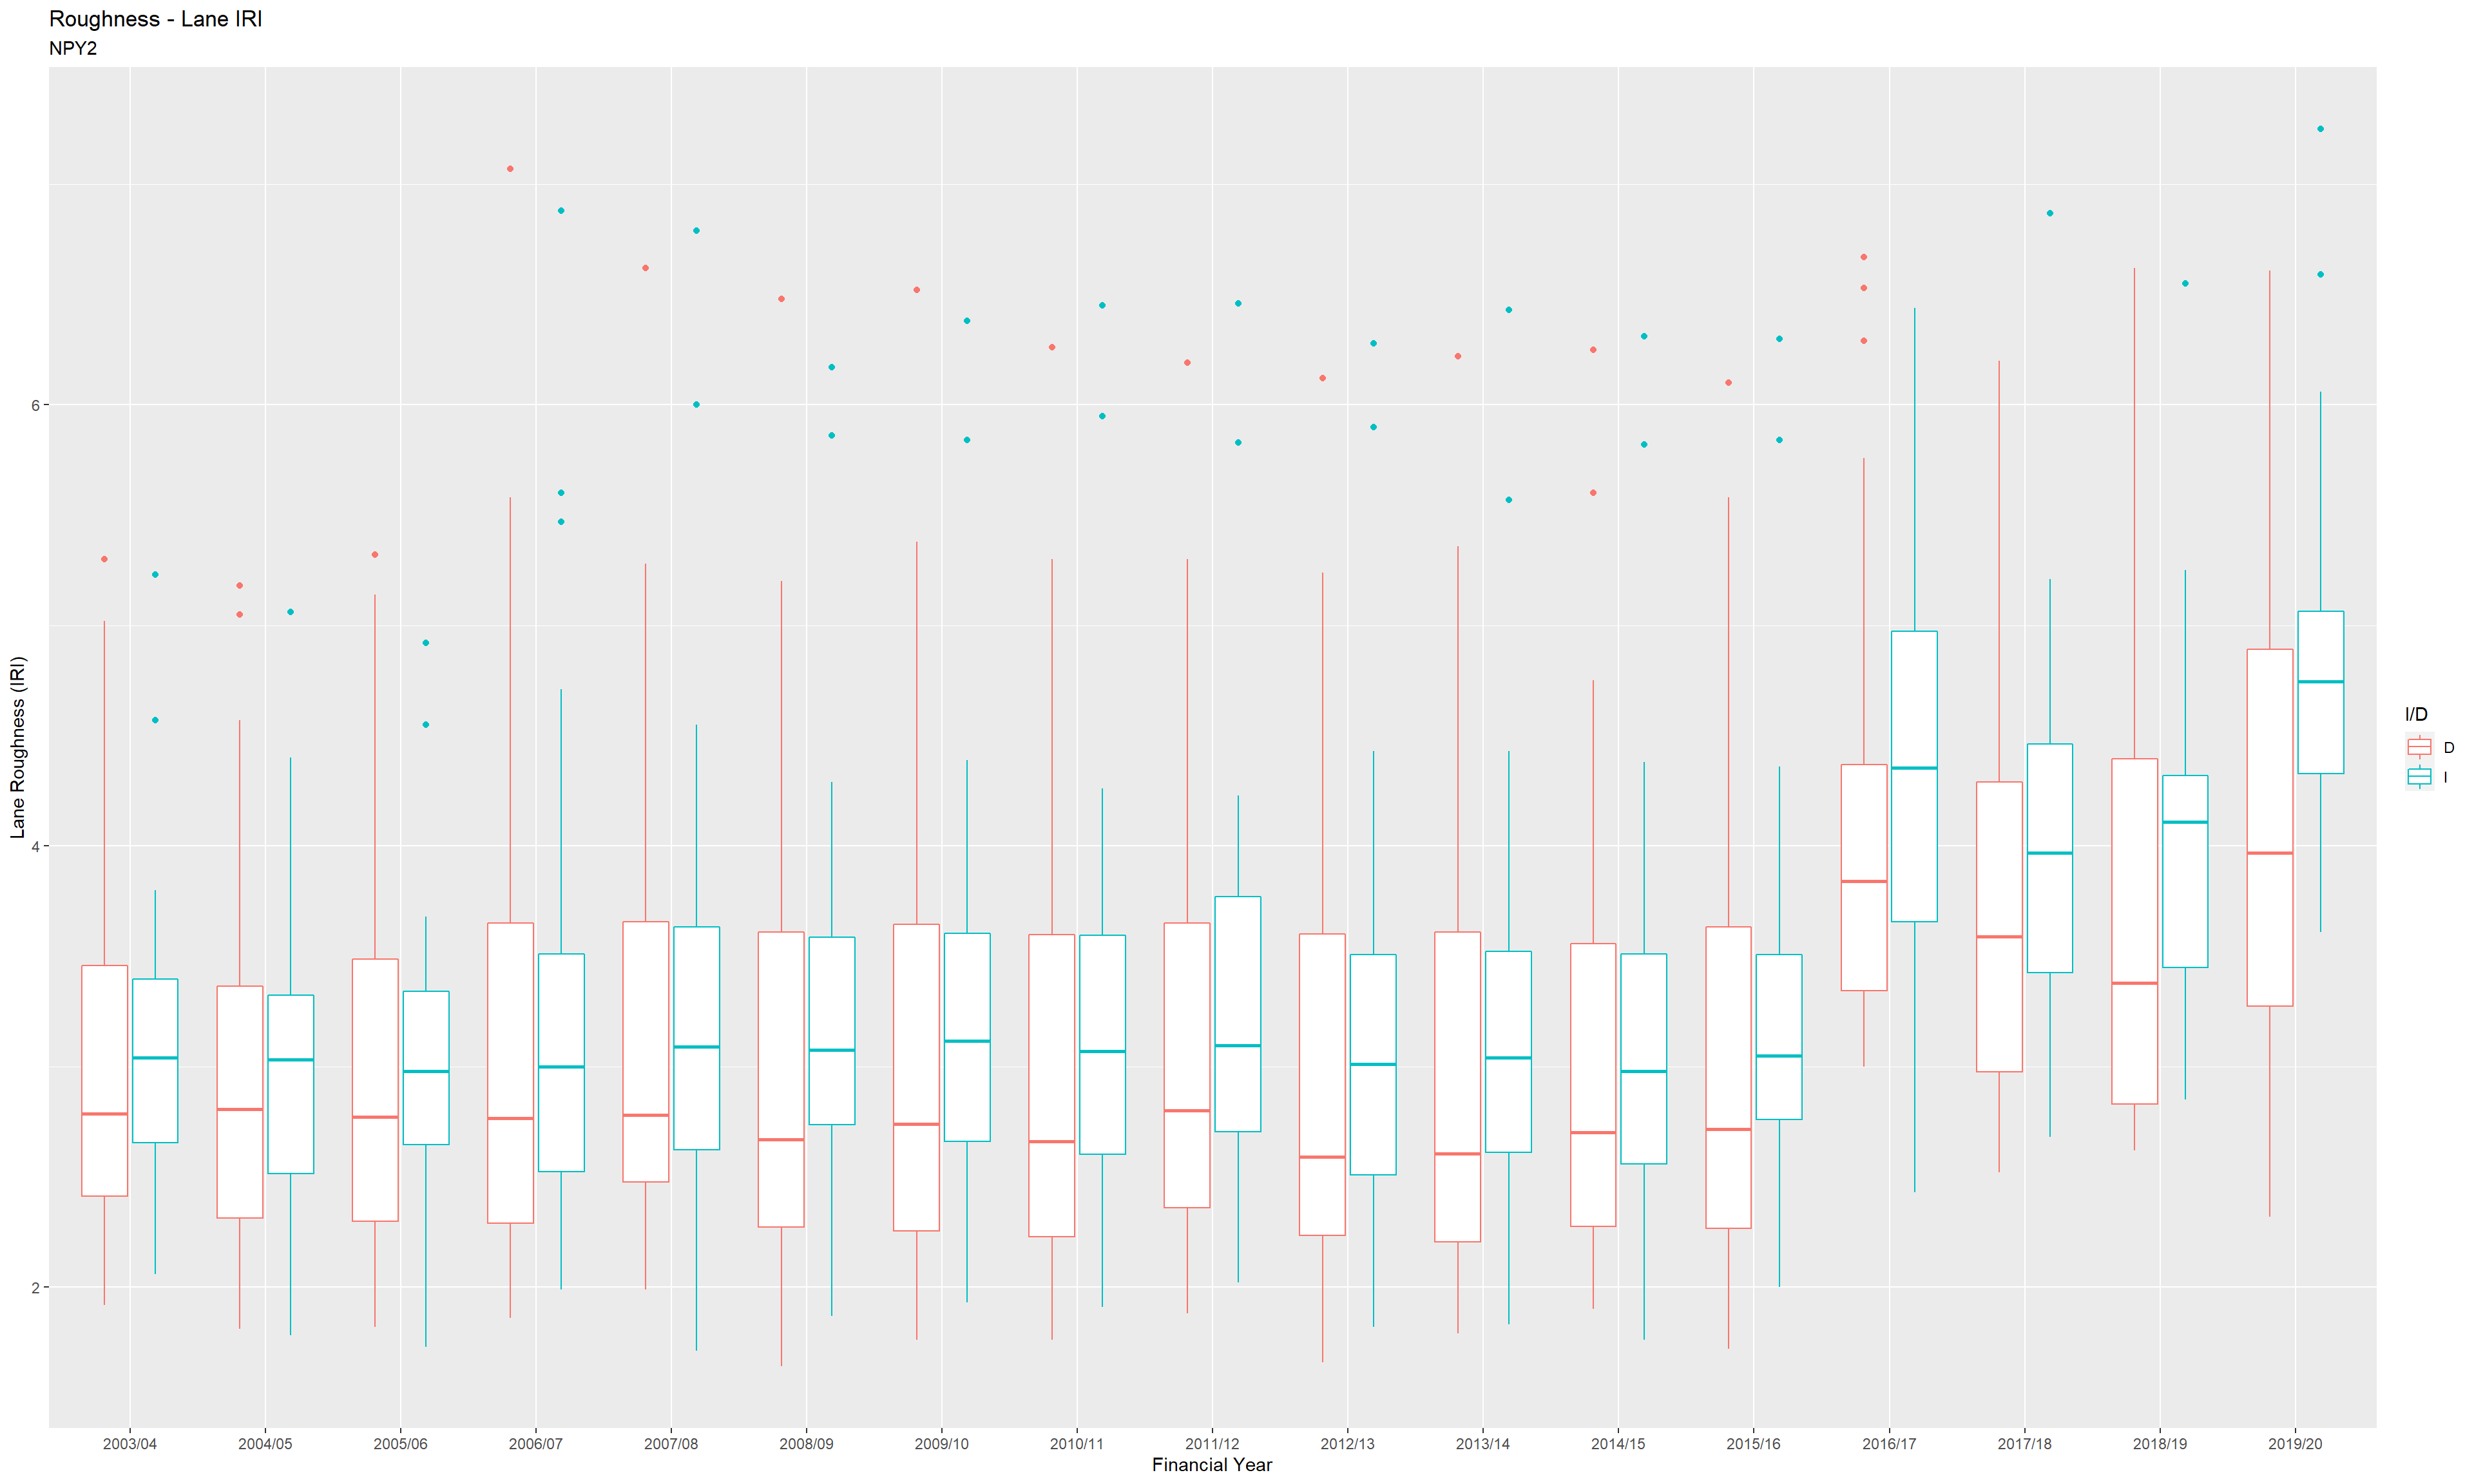 Roughness - Lane IRI
NPY2
Lane Roughness (IRI)
6
4
2
2003/04 2004/05 2005/06 2006/07 2007/08 2008/09 2009/10 2010/11 2011/12 2012/13 2013/14 2014/15 2015/16 2016/17 2017/18 2018/19 2019/20
Financial Year
I/D
D
I